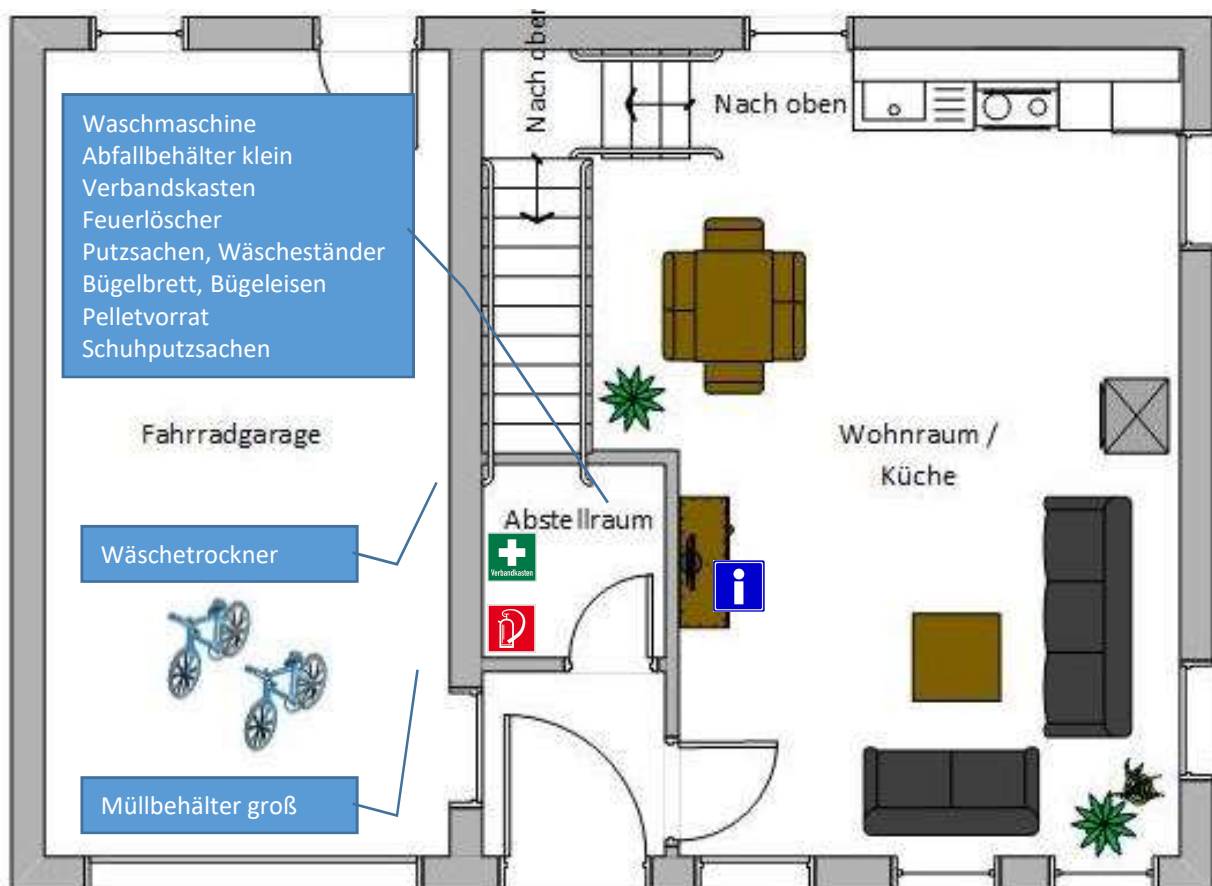 Nach oben
Nach oben
Waschmaschine
Abfallbehälter klein
Verbandskasten
Feuerlöscher
Putzsachen, Wäscheständer
Bügelbrett, Bügeleisen
Pelletvorrat
Schuhputzsachen
Fahrradgarage
Wohnraum /
Küche
Abstellraum
Wäschetrockner
Verbandkasten
i
Müllbehälter groß